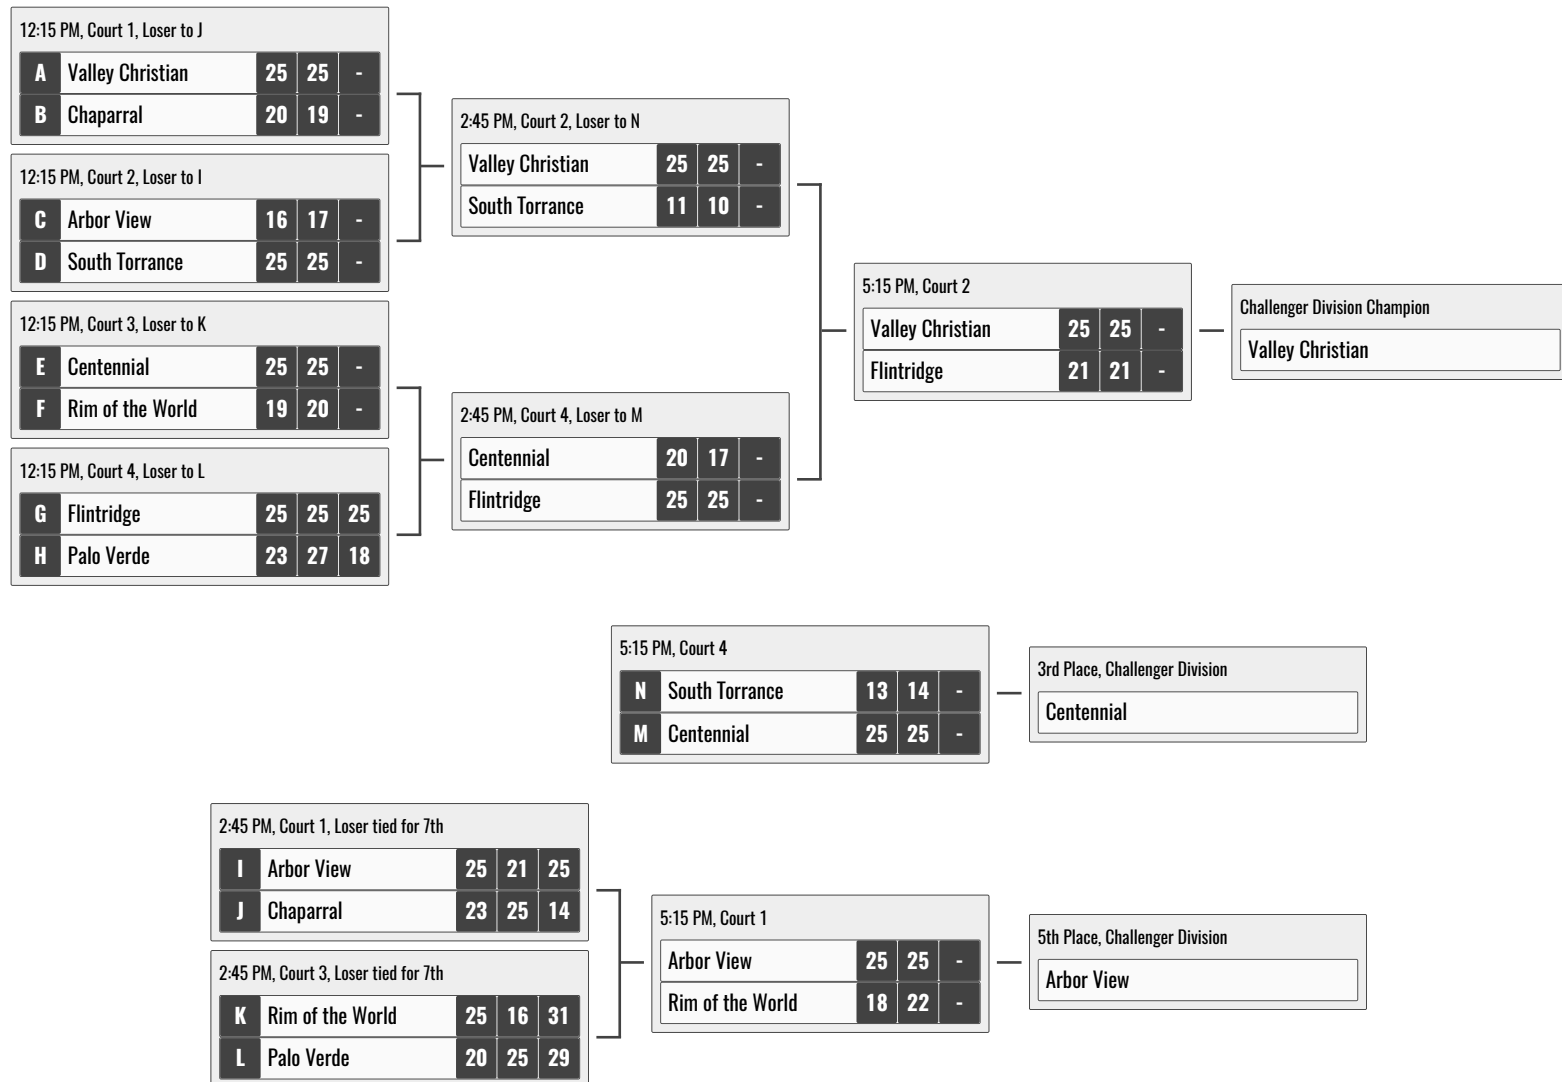 12:15 PM, Court 1, Loser to J
A Valley Christian 25 25 -
B Chaparral 20 19 -
12:15 PM, Court 2, Loser to I
C Arbor View 16 17 -
D South Torrance 25 25 -
12:15 PM, Court 3, Loser to K
E Centennial 25 25 -
F Rim of the World 19 20 -
12:15 PM, Court 4, Loser to L
G Flintridge 25 25 25
H Palo Verde 23 27 18
2:45 PM, Court 2, Loser to N
Valley Christian 25 25 -
South Torrance 11 10 -
2:45 PM, Court 4, Loser to M
Centennial 20 17 -
Flintridge 25 25 -
5:15 PM, Court 2
Valley Christian 25 25 -
Flintridge 21 21 -
Challenger Division Champion
Valley Christian
5:15 PM, Court 4
N South Torrance 13 14 -
M Centennial 25 25 -
3rd Place, Challenger Division
Centennial
2:45 PM, Court 1, Loser tied for 7th
I Arbor View 25 21 25
J Chaparral 23 25 14
2:45 PM, Court 3, Loser tied for 7th
K Rim of the World 25 16 31
L Palo Verde 20 25 29
5:15 PM, Court 1
Arbor View 25 25 -
Rim of the World 18 22 -
5th Place, Challenger Division
Arbor View